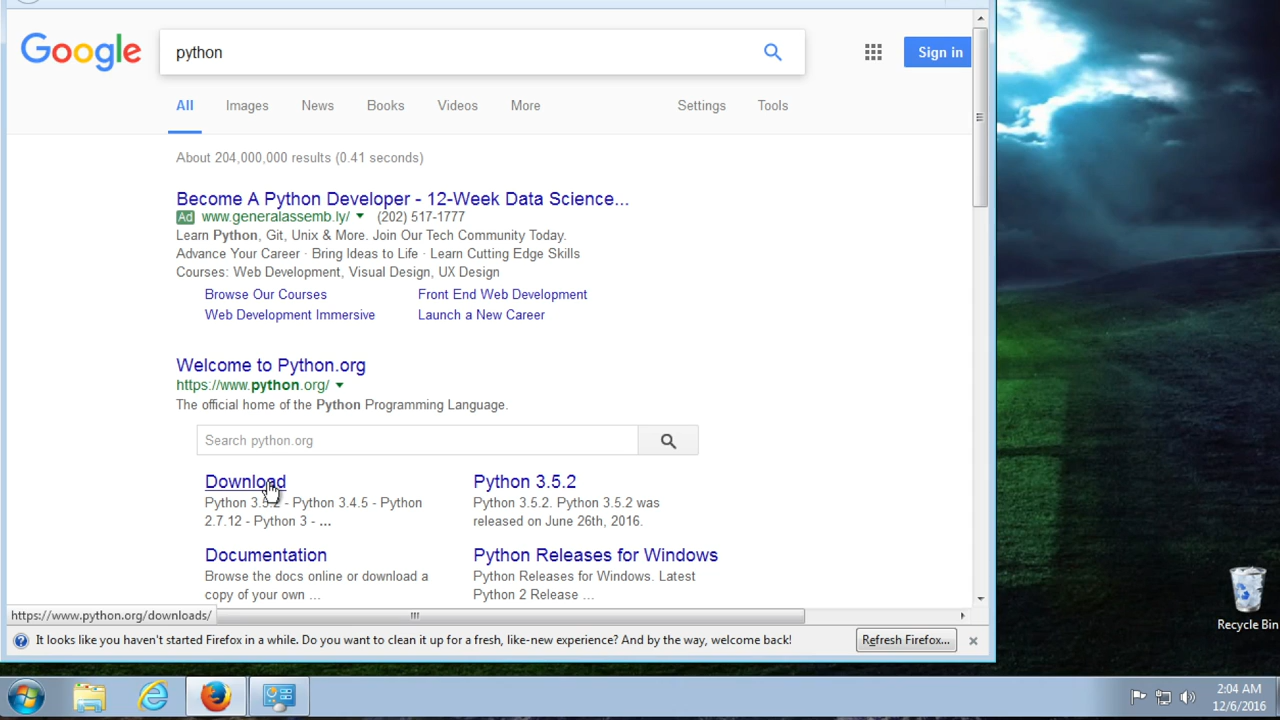 Google
python
Sign in
All Images News Books Videos More Settings Tools
About 204,000,000 results (0.41 seconds)
Become A Python Developer - 12-Week Data Science...
Ad www.generalassemb.ly/ (202) 517-1777
Learn Python, Git, Unix & More. Join Our Tech Community Today.
Advance Your Career · Bring Ideas to Life · Learn Cutting Edge Skills
Courses: Web Development, Visual Design, UX Design
Browse Our Courses Front End Web Development
Web Development Immersive Launch a New Career
Welcome to Python.org
https://www.python.org/
The official home of the Python Programming Language.
Search python.org
Download Python 3.5.2
Python 3.5.2 - Python 3.4.5 - Python Python 3.5.2. Python 3.5.2 was
2.7.12 - Python 3 - ... released on June 26th, 2016.
Documentation Python Releases for Windows
Browse the docs online or download a Python Releases for Windows. Latest
copy of your own ... Python 2 Release ...
https://www.python.org/downloads/
It looks like you haven't started Firefox in a while. Do you want to clean it up for a fresh, like-new experience? And by the way, welcome back! Refresh Firefox...
Recycle Bin
2:04 AM
12/6/2016